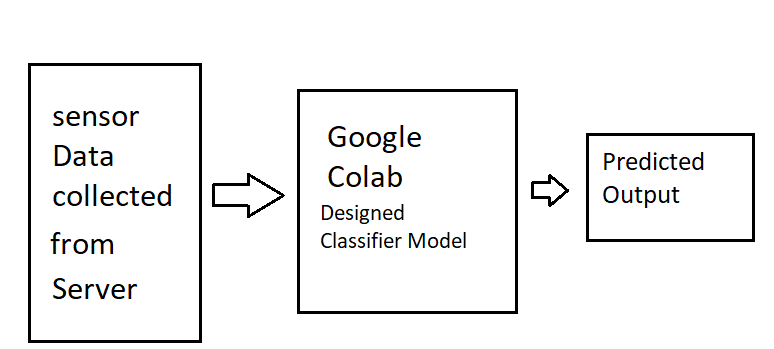 sensor
Data
collected
from
Server
Google
Colab
Designed
Classifier Model
Predicted
Output